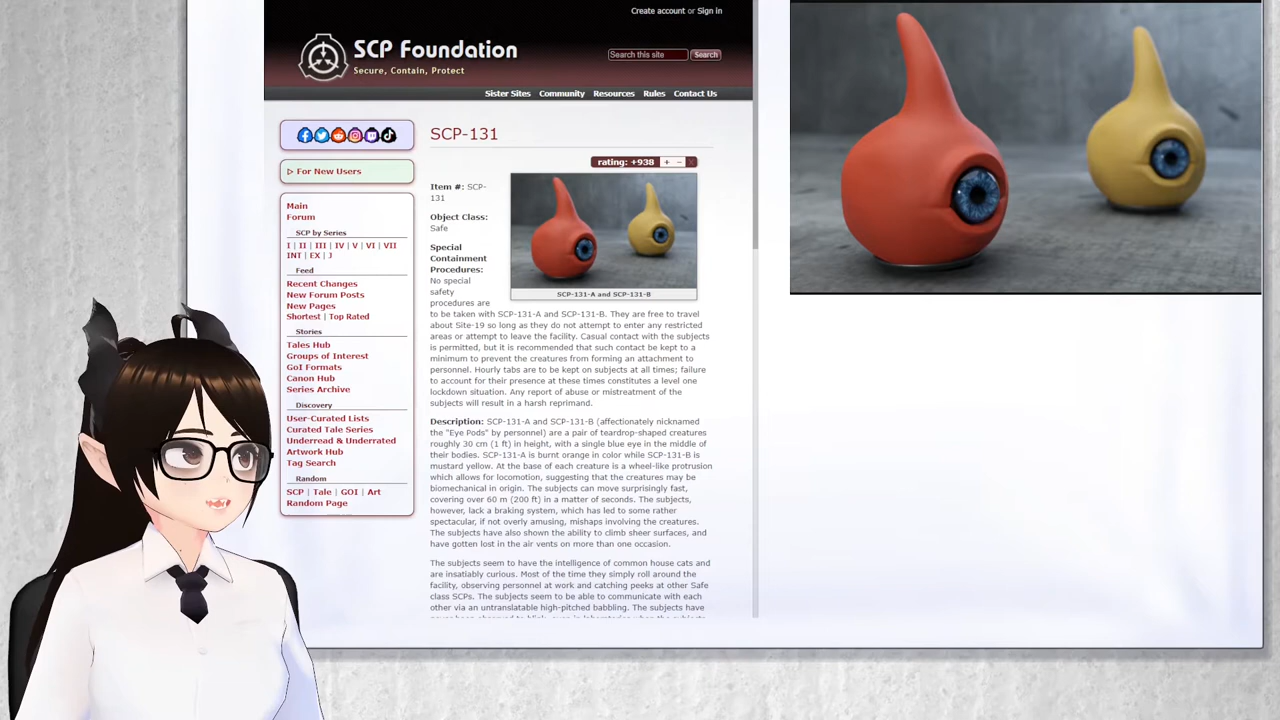 Create account or Sign in
SCP Foundation
Secure, Contain, Protect
Search this site
Search
Sister Sites Community Resources Rules Contact Us
▷ For New Users
Main
Forum
SCP by Series
I | II | III | IV | V | VI | VII
INT | EX | J
Feed
Recent Changes
New Forum Posts
New Pages
Shortest | Top Rated
Stories
Tales Hub
Groups of Interest
GoI Formats
Canon Hub
Series Archive
Discovery
User-Curated Lists
Curated Tale Series
Underread & Underrated
Artwork Hub
Tag Search
Random
SCP | Tale | GOI | Art
Random Page
SCP-131
rating: +938 + – X
Item #: SCP-
131
Object Class:
Safe
Special
Containment
Procedures:
No special
safety
procedures are
SCP-131-A and SCP-131-B
to be taken with SCP-131-A and SCP-131-B. They are free to travel
about Site-19 so long as they do not attempt to enter any restricted
areas or attempt to leave the facility. Casual contact with the subjects
is permitted, but it is recommended that such contact be kept to a
minimum to prevent the creatures from forming an attachment to
personnel. Hourly tabs are to be kept on subjects at all times; failure
to account for their presence at these times constitutes a level one
lockdown situation. Any report of abuse or mistreatment of the
subjects will result in a harsh reprimand.
Description: SCP-131-A and SCP-131-B (affectionately nicknamed
the "Eye Pods" by personnel) are a pair of teardrop-shaped creatures
roughly 30 cm (1 ft) in height, with a single blue eye in the middle of
their bodies. SCP-131-A is burnt orange in color while SCP-131-B is
mustard yellow. At the base of each creature is a wheel-like protrusion
which allows for locomotion, suggesting that the creatures may be
biomechanical in origin. The subjects can move surprisingly fast,
covering over 60 m (200 ft) in a matter of seconds. The subjects,
however, lack a braking system, which has led to some rather
spectacular, if not overly amusing, mishaps involving the creatures.
The subjects have also shown the ability to climb sheer surfaces, and
have gotten lost in the air vents on more than one occasion.
The subjects seem to have the intelligence of common house cats and
are insatiably curious. Most of the time they simply roll around the
facility, observing personnel at work and catching peeks at other Safe
class SCPs. The subjects seem to be able to communicate with each
other via an untranslatable high-pitched babbling. The subjects have
never been observed to blink, even in laboratories when the subjects